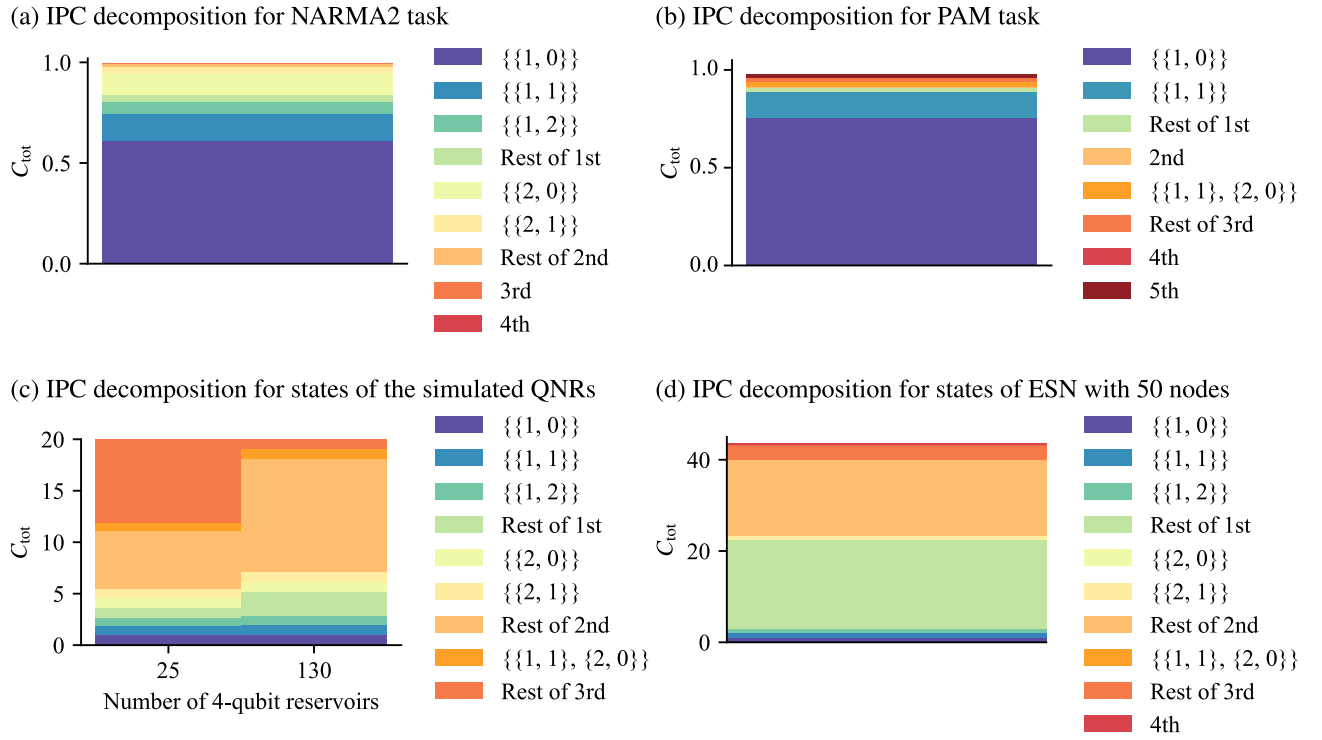 (a) IPC decomposition for NARMA2 task
1.0
0.5
0.0
C_tot
{{1, 0}}
{{1, 1}}
{{1, 2}}
Rest of 1st
{{2, 0}}
{{2, 1}}
Rest of 2nd
3rd
4th
(b) IPC decomposition for PAM task
1.0
0.5
0.0
C_tot
{{1, 0}}
{{1, 1}}
Rest of 1st
2nd
{{1, 1}, {2, 0}}
Rest of 3rd
4th
5th
(c) IPC decomposition for states of the simulated QNRs
20
15
10
5
0
C_tot
25
130
Number of 4-qubit reservoirs
{{1, 0}}
{{1, 1}}
{{1, 2}}
Rest of 1st
{{2, 0}}
{{2, 1}}
Rest of 2nd
{{1, 1}, {2, 0}}
Rest of 3rd
(d) IPC decomposition for states of ESN with 50 nodes
40
20
0
C_tot
{{1, 0}}
{{1, 1}}
{{1, 2}}
Rest of 1st
{{2, 0}}
{{2, 1}}
Rest of 2nd
{{1, 1}, {2, 0}}
Rest of 3rd
4th